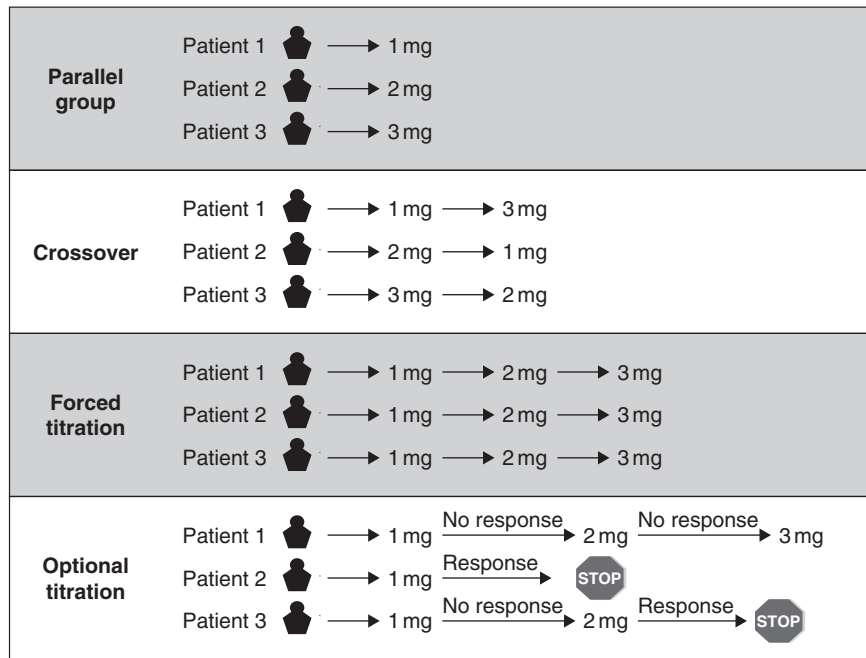 Parallel
group
Patient 1 1 mg
Patient 2 2 mg
Patient 3 3 mg
Crossover
Patient 1 1 mg 3 mg
Patient 2 2 mg 1 mg
Patient 3 3 mg 2 mg
Forced
titration
Patient 1 1 mg 2 mg 3 mg
Patient 2 1 mg 2 mg 3 mg
Patient 3 1 mg 2 mg 3 mg
Optional
titration
Patient 1 1 mg No response 2 mg No response 3 mg
Patient 2 1 mg Response STOP
Patient 3 1 mg No response 2 mg Response STOP